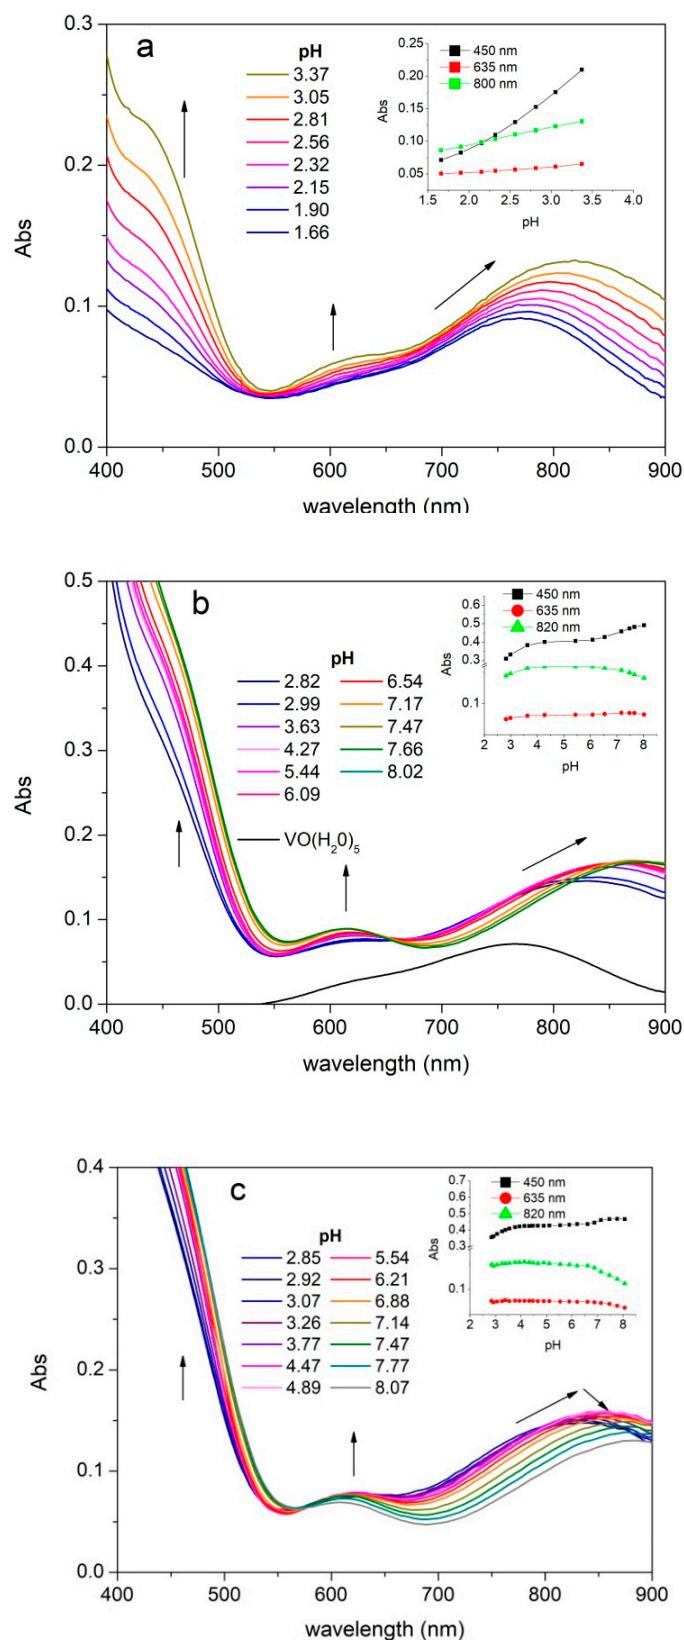 a
pH
3.37
3.05
2.81
2.56
2.32
2.15
1.90
1.66
450 nm
635 nm
800 nm
Abs
0.25
0.20
0.15
0.10
0.05
1.5 2.0 2.5 3.0 3.5 4.0
pH
Abs
0.3
0.2
0.1
0.0
400 500 600 700 800 900
wavelength (nm)
b
pH
2.82 6.54
2.99 7.17
3.63 7.47
4.27 7.66
5.44 8.02
6.09
VO(H₂0)₅
450 nm
635 nm
820 nm
Abs
0.6
0.5
0.4
0.3
0.1
2 3 4 5 6 7 8 9
pH
Abs
0.5
0.4
0.3
0.2
0.1
0.0
400 500 600 700 800 900
wavelength (nm)
c
pH
2.85 5.54
2.92 6.21
3.07 6.88
3.26 7.14
3.77 7.47
4.47 7.77
4.89 8.07
450 nm
635 nm
820 nm
Abs
0.7
0.6
0.5
0.4
0.3
0.1
2 3 4 5 6 7 8 9
pH
Abs
0.4
0.3
0.2
0.1
0.0
400 500 600 700 800 900
wavelength (nm)